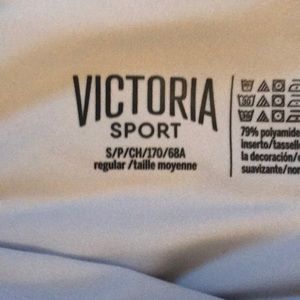 VICTORIA
SPORT
S/P/CH/170/68A
regular /taille moyenne
79% polyamide
inserto/tassello
la decoración/
suavizante/nor